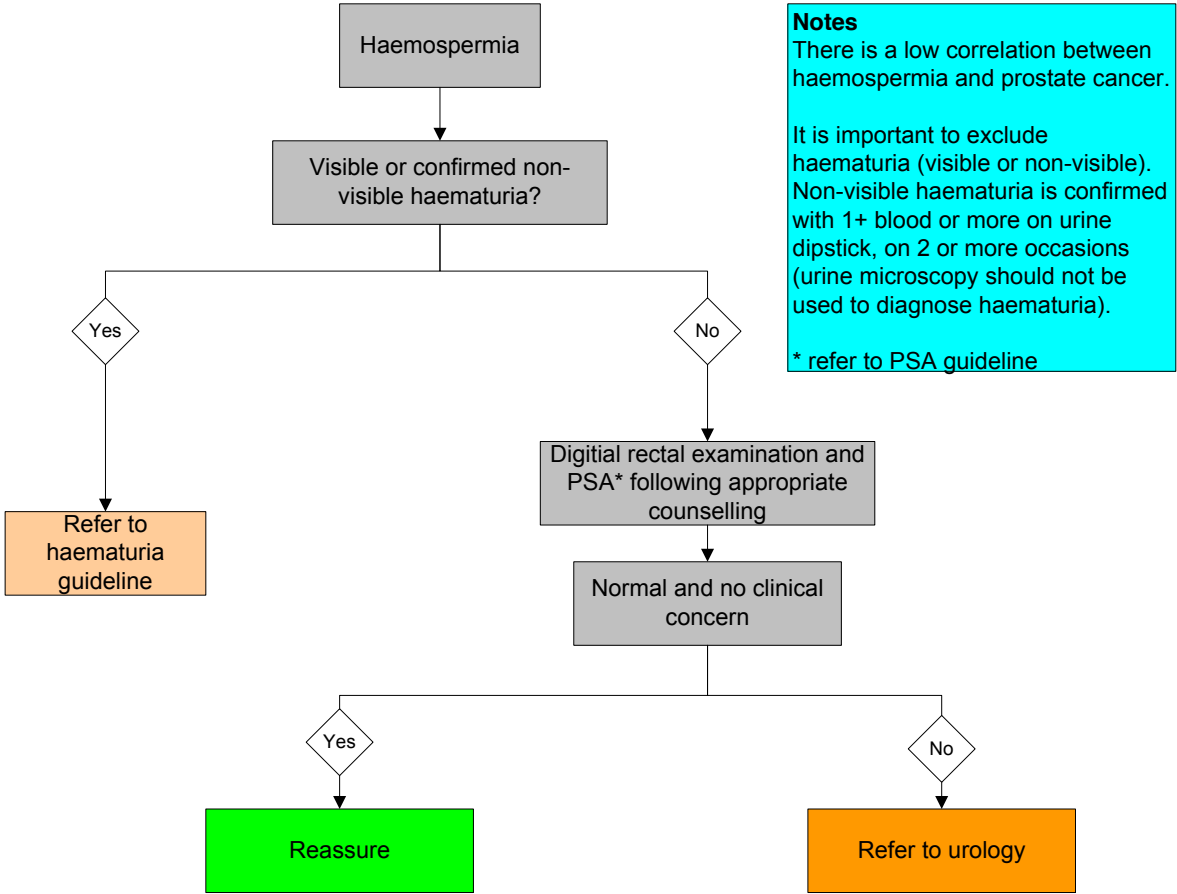 Haemospermia
Visible or confirmed non-
visible haematuria?
Yes
No
Refer to
haematuria
guideline
Digitial rectal examination and
PSA* following appropriate
counselling
Normal and no clinical
concern
Yes
No
Reassure
Refer to urology
Notes
There is a low correlation between
haemospermia and prostate cancer.
It is important to exclude
haematuria (visible or non-visible).
Non-visible haematuria is confirmed
with 1+ blood or more on urine
dipstick, on 2 or more occasions
(urine microscopy should not be
used to diagnose haematuria).
* refer to PSA guideline